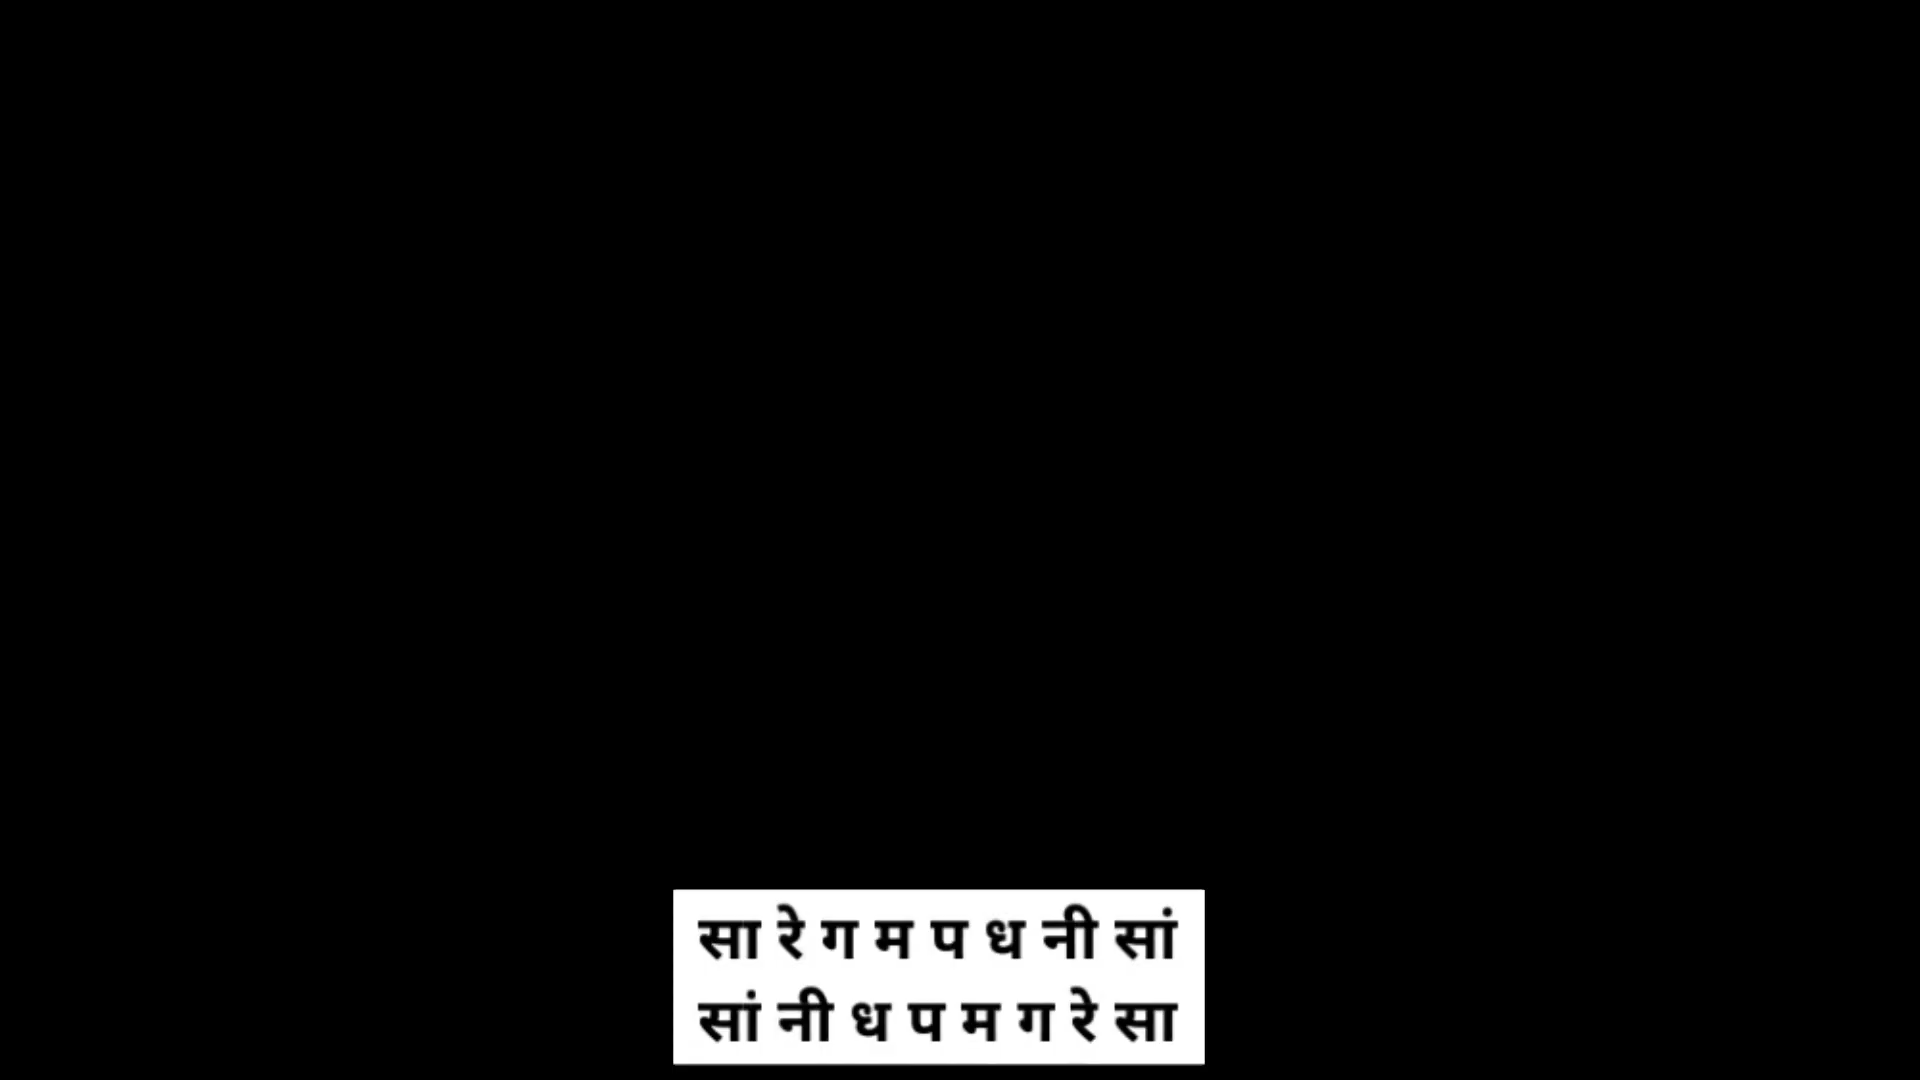 सा रे ग म प ध नी सां
सां नी ध प म ग रे सा